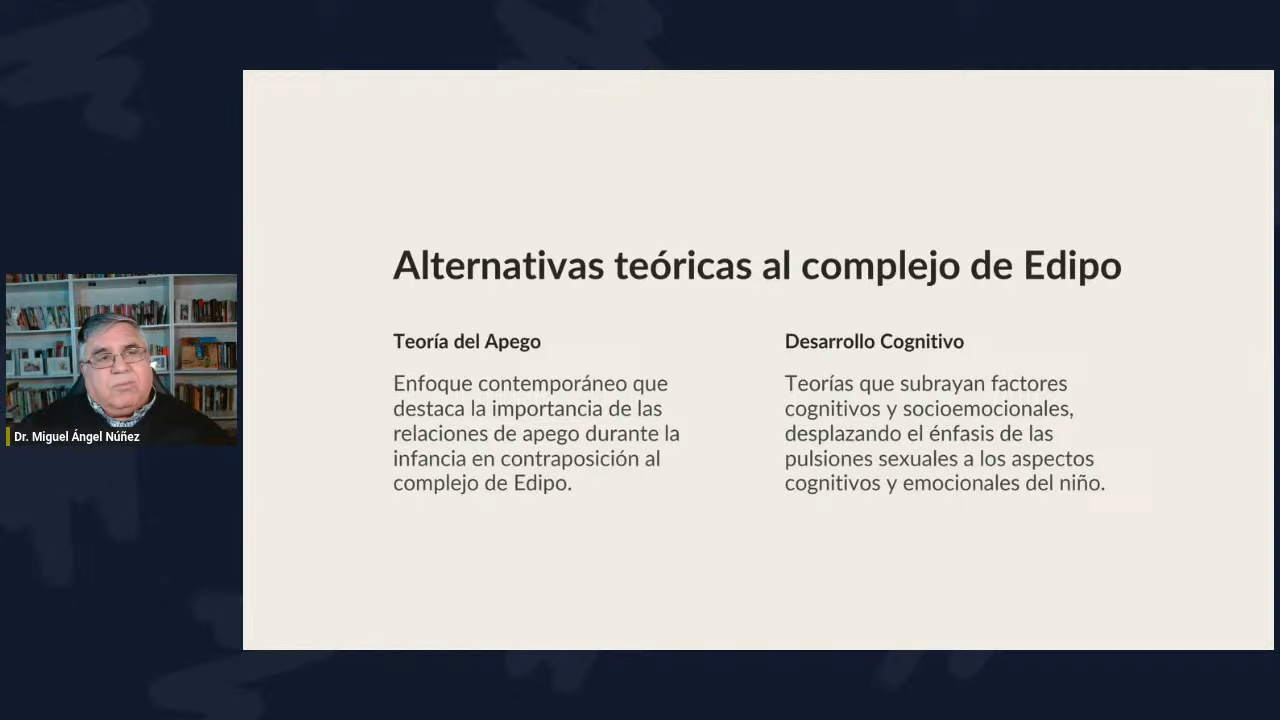 Alternativas teóricas al complejo de Edipo
Teoría del Apego
Enfoque contemporáneo que
destaca la importancia de las
relaciones de apego durante la
infancia en contraposición al
complejo de Edipo.
Desarrollo Cognitivo
Teorías que subrayan factores
cognitivos y socioemocionales,
desplazando el énfasis de las
pulsiones sexuales a los aspectos
cognitivos y emocionales del niño.
Dr. Miguel Ángel Núñez